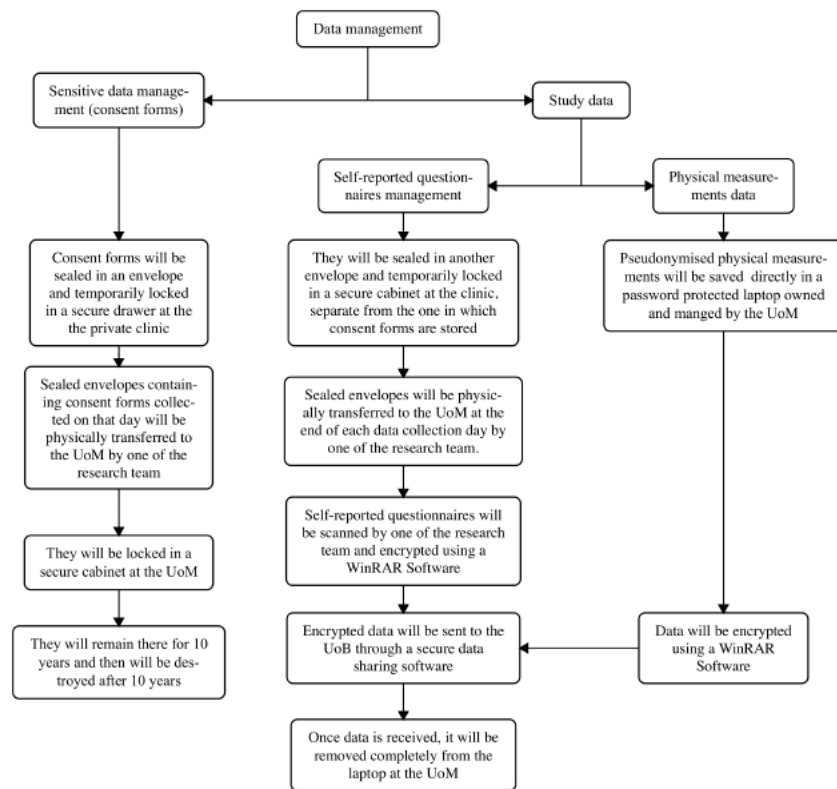 Data management
Sensitive data manage-
ment (consent forms)
Study data
Self-reported question-
naires management
Physical measure-
ments data
Consent forms will be
sealed in an envelope
and temporarily locked
in a secure drawer at the
the private clinic
They will be sealed in another
envelope and temporarily locked
in a secure cabinet at the clinic,
separate from the one in which
consent forms are stored
Pseudonymised physical measure-
ments will be saved directly in a
password protected laptop owned
and manged by the UoM
Sealed envelopes contain-
ing consent forms collect-
ed on that day will be
physically transferred to
the UoM by one of the
research team
Sealed envelopes will be physic-
ally transferred to the UoM at the
end of each data collection day by
one of the research team.
Self-reported questionnaires will
be scanned by one of the research
team and encrypted using a
WinRAR Software
They will be locked in a
secure cabinet at the UoM
They will remain there for 10
years and then will be des-
troyed after 10 years
Encrypted data will be sent to the
UoB through a secure data
sharing software
Data will be encrypted
using a WinRAR
Software
Once data is received, it will be
removed completely from the
laptop at the UoM